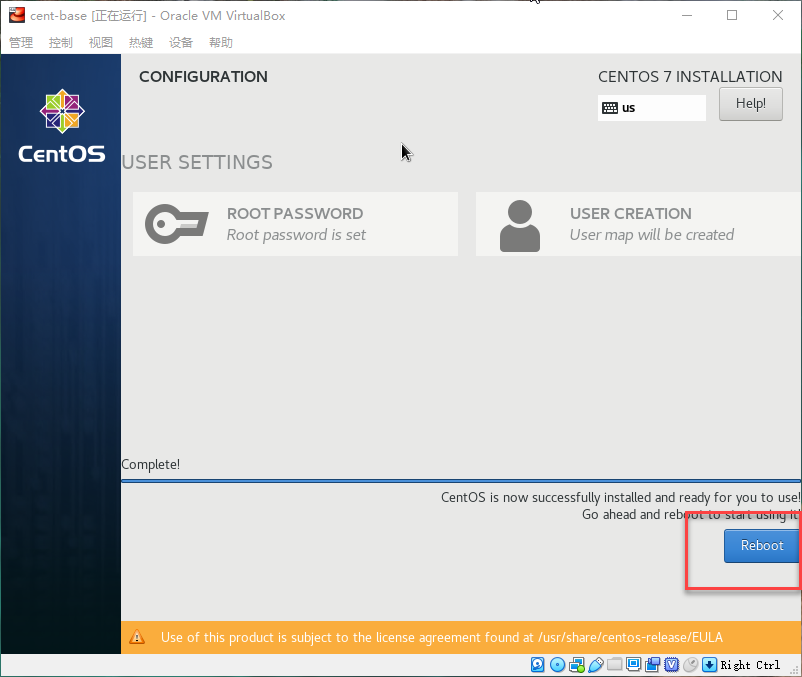 cent-base [正在运行] - Oracle VM VirtualBox
管理 控制 视图 热键 设备 帮助
CONFIGURATION
CENTOS 7 INSTALLATION
us
Help!
CentOS
USER SETTINGS
ROOT PASSWORD
Root password is set
USER CREATION
User map will be created
Complete!
CentOS is now successfully installed and ready for you to use!
Go ahead and reboot to start using it!
Reboot
Use of this product is subject to the license agreement found at /usr/share/centos-release/EULA
Right Ctrl